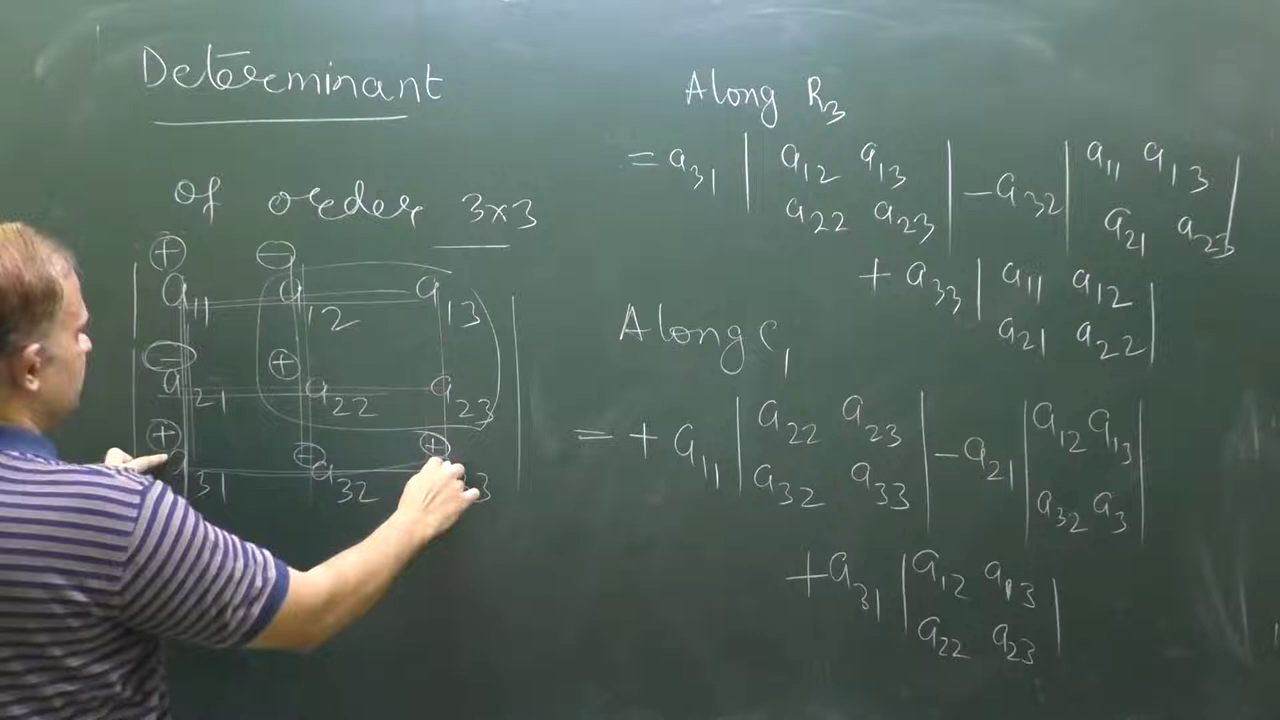 Determinant
of order 3x3
⊕ ⊖
a11 a12 a13
⊖ ⊕
a21 a22 a23
⊕ ⊕ ⊕
31 a32 3
Along R3
= a31 | a12 a13 | - a32 | a11 a13 |
a22 a23 a21 a23
+ a33 | a11 a12 |
a21 a22
Along C1
= + a11 | a22 a23 | - a21 | a12 a13 |
a32 a33 a32 a3
+ a31 | a12 a13 |
a22 a23